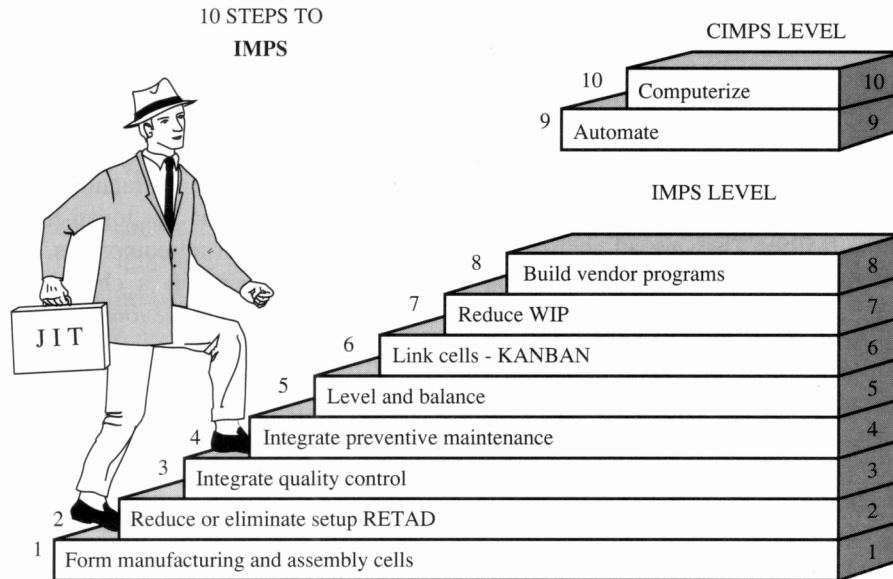 10 STEPS TO
IMPS
CIMPS LEVEL
10 Computerize 10
9 Automate 9
IMPS LEVEL
8 Build vendor programs 8
7 Reduce WIP 7
6 Link cells - KANBAN 6
5 Level and balance 5
4 Integrate preventive maintenance 4
3 Integrate quality control 3
2 Reduce or eliminate setup RETAD 2
1 Form manufacturing and assembly cells 1
JIT